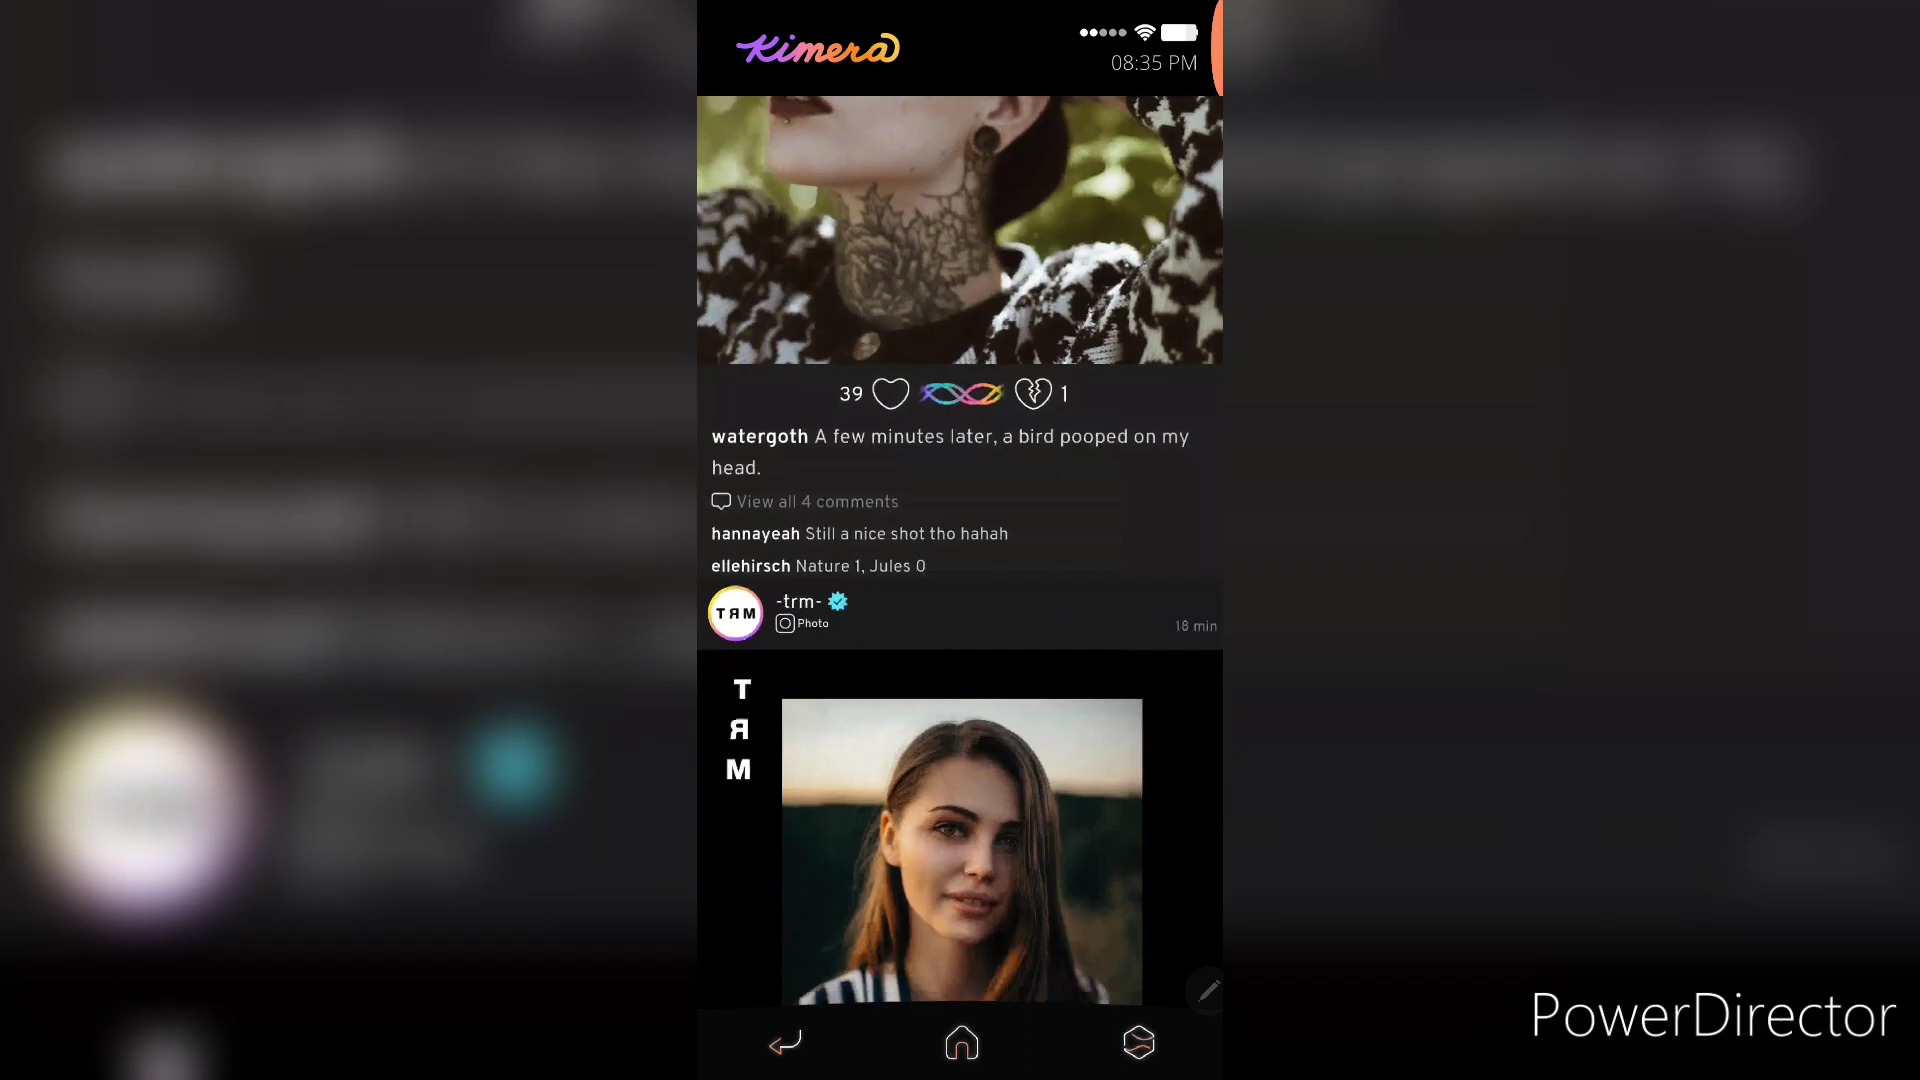 Kimera
08:35 PM
39 1
watergoth A few minutes later, a bird pooped on my
head.
View all 4 comments
hannayeah Still a nice shot tho hahah
ellehirsch Nature 1, Jules 0
TЯM
-trm-
Photo
18 min
T
Я
M
PowerDirector